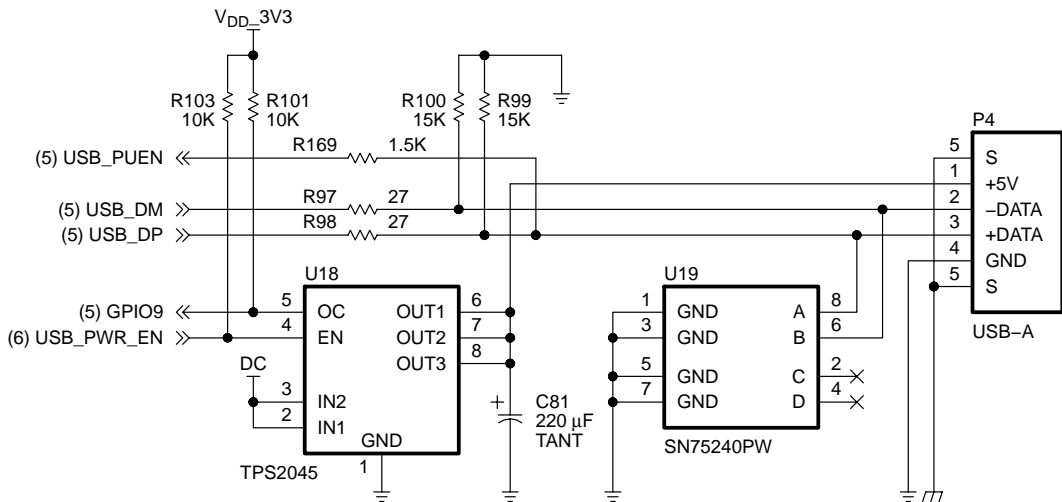 V_DD_3V3
R103
10K
R101
10K
R100
15K
R99
15K
R169 1.5K
(5) USB_PUEN
R97 27
(5) USB_DM
R98 27
(5) USB_DP
P4
5 S
1 +5V
2 −DATA
3 +DATA
4 GND
5 S
USB−A
U18
(5) GPIO9
(6) USB_PWR_EN
5 OC
4 EN
OUT1 6
OUT2 7
OUT3 8
DC
3 IN2
2 IN1
GND
1
TPS2045
+ C81
220 μF
TANT
U19
1 GND A 8
3 GND B 6
5 GND C 2
7 GND D 4
SN75240PW